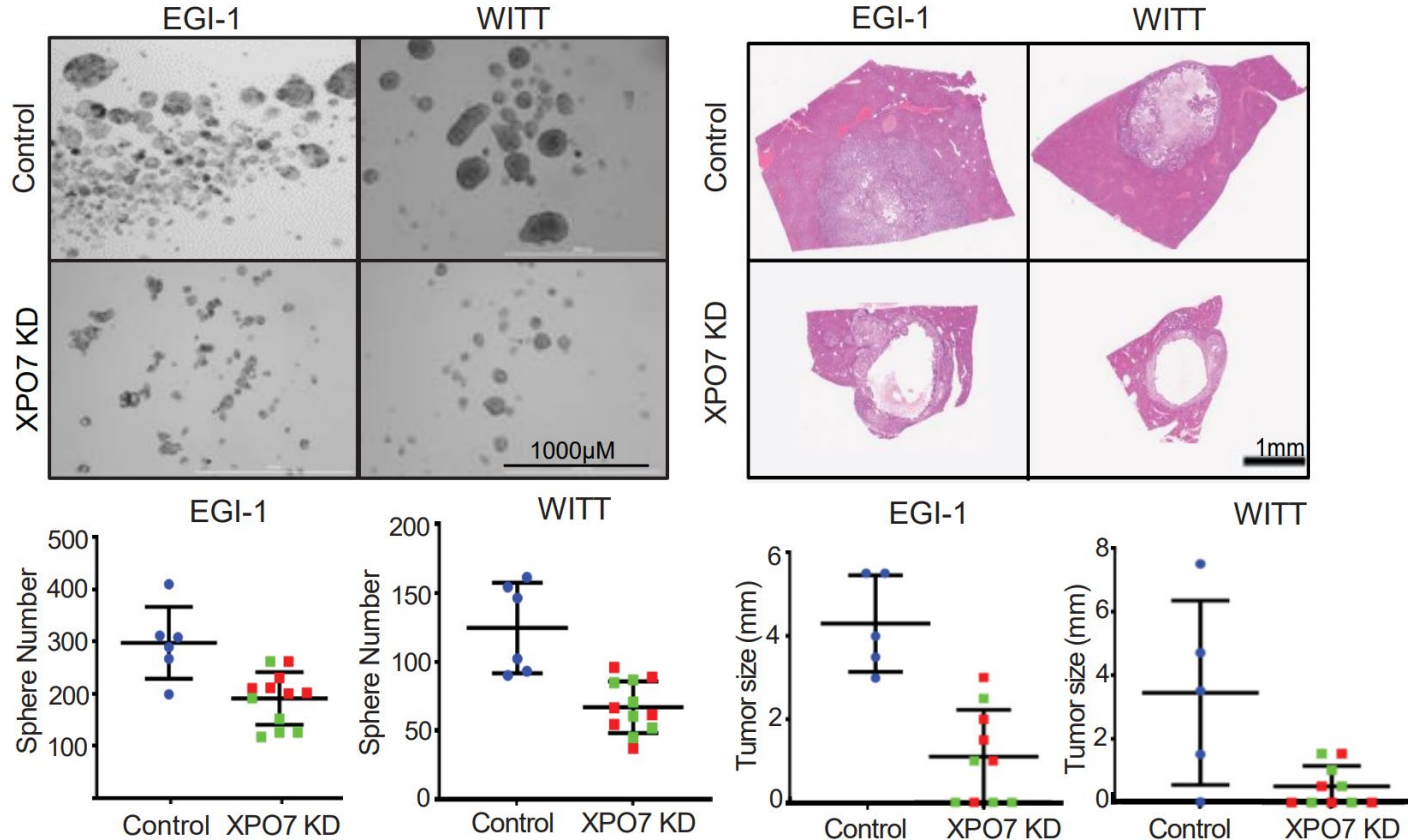 EGI-1 WITT
Control
XPO7 KD
1000µM
EGI-1 WITT
Control
XPO7 KD
1mm
EGI-1
Sphere Number
500
400
300
200
100
Control XPO7 KD
WITT
Sphere Number
200
150
100
50
0
Control XPO7 KD
EGI-1
Tumor size (mm)
6
4
2
0
Control XPO7 KD
WITT
Tumor size (mm)
8
6
4
2
0
Control XPO7 KD